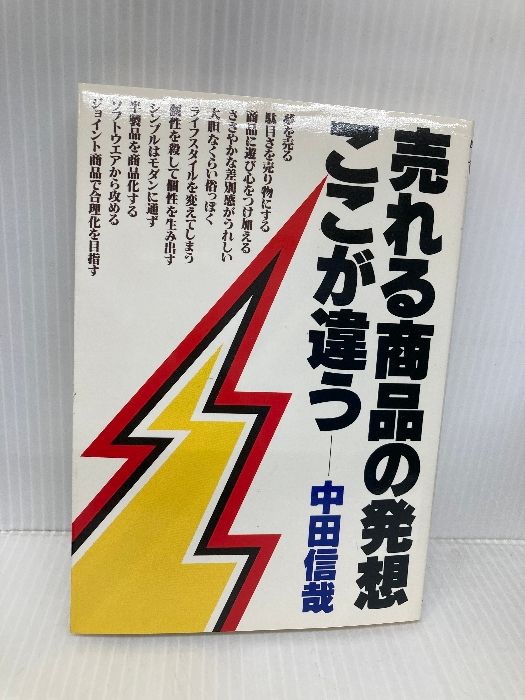 売れる商品の発想
ここが違う
中田信哉
夢を売る
駄目さを売り物にする
商品に遊び心をつけ加える
ささやかな差別感がうれしい
大胆なくらい俗っぽく
ライフスタイルを変えてしまう
個性を殺して個性を生み出す
シンプルはモダンに通ず
半製品を商品化する
ソフトウエアから攻める
ジョイント商品で合理化を目指す